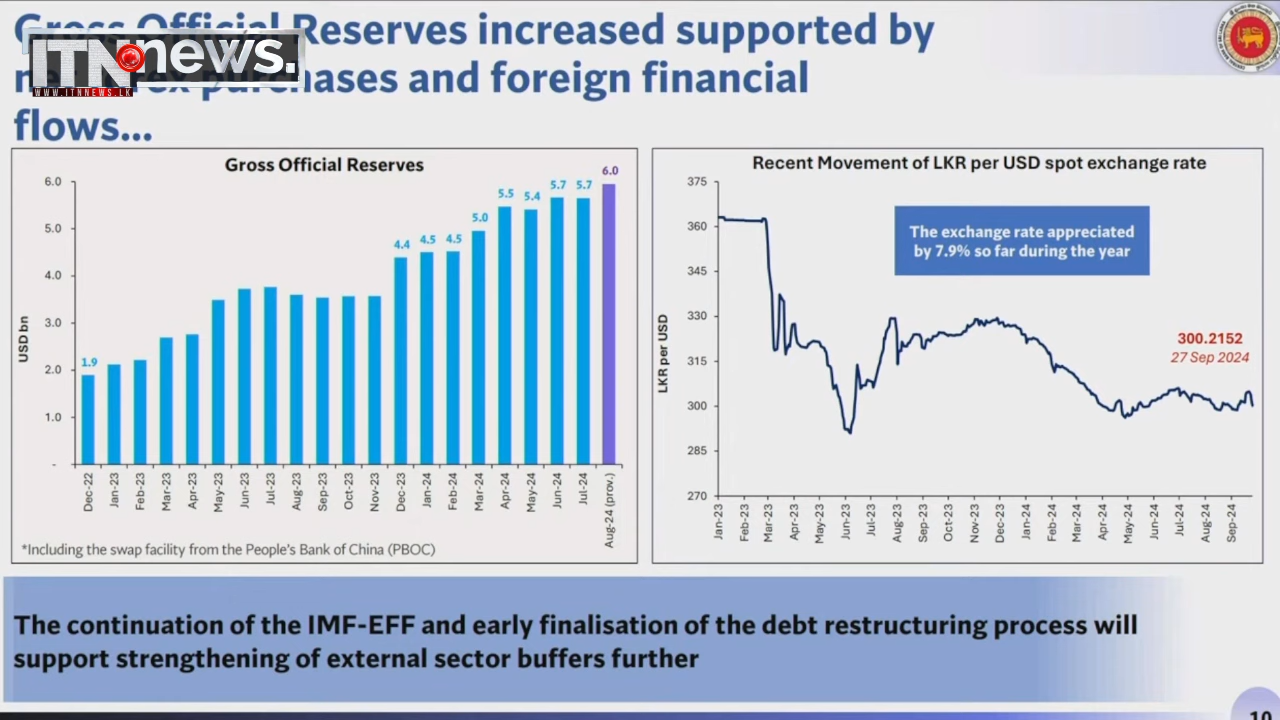 Gross Official Reserves increased supported by
purchases and foreign financial
flows...
ITN news.
WWW.ITNNEWS.LK
Gross Official Reserves
USD bn
6.0
5.0
4.0
3.0
2.0
1.0
-
1.9
4.4
4.5
4.5
5.0
5.5
5.4
5.7
5.7
6.0
Dec-22
Jan-23
Feb-23
Mar-23
Apr-23
May-23
Jun-23
Jul-23
Aug-23
Sep-23
Oct-23
Nov-23
Dec-23
Jan-24
Feb-24
Mar-24
Apr-24
May-24
Jun-24
Jul-24
Aug-24 (prov.)
*Including the swap facility from the People's Bank of China (PBOC)
Recent Movement of LKR per USD spot exchange rate
LKR per USD
375
360
345
330
315
300
285
270
The exchange rate appreciated
by 7.9% so far during the year
300.2152
27 Sep 2024
Jan-23
Feb-23
Mar-23
Apr-23
May-23
Jun-23
Jul-23
Aug-23
Sep-23
Oct-23
Nov-23
Dec-23
Jan-24
Feb-24
Mar-24
Apr-24
May-24
Jun-24
Jul-24
Aug-24
Sep-24
The continuation of the IMF-EFF and early finalisation of the debt restructuring process will
support strengthening of external sector buffers further
10